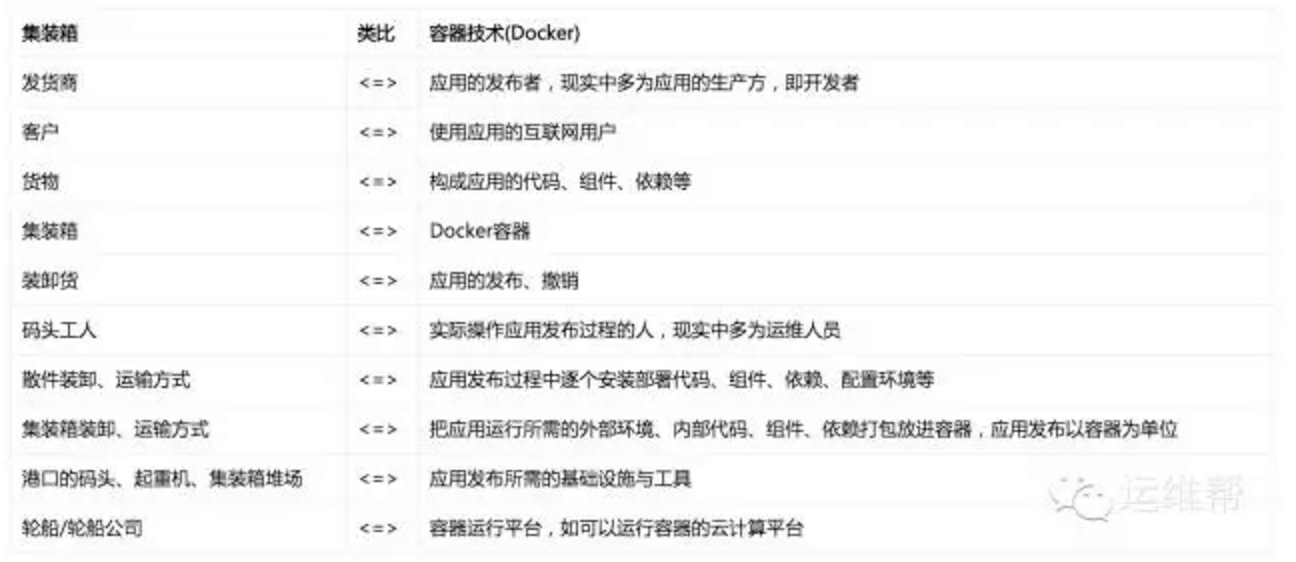 集装箱 类比 容器技术(Docker)
发货商 <=> 应用的发布者，现实中多为应用的生产方，即开发者
客户 <=> 使用应用的互联网用户
货物 <=> 构成应用的代码、组件、依赖等
集装箱 <=> Docker容器
装卸货 <=> 应用的发布、撤销
码头工人 <=> 实际操作应用发布过程的人，现实中多为运维人员
散件装卸、运输方式 <=> 应用发布过程中逐个安装部署代码、组件、依赖、配置环境等
集装箱装卸、运输方式 <=> 把应用运行所需的外部环境、内部代码、组件、依赖打包放进容器，应用发布以容器为单位
港口的码头、起重机、集装箱堆场 <=> 应用发布所需的基础设施与工具
轮船/轮船公司 <=> 容器运行平台，如可以运行容器的云计算平台
运维帮